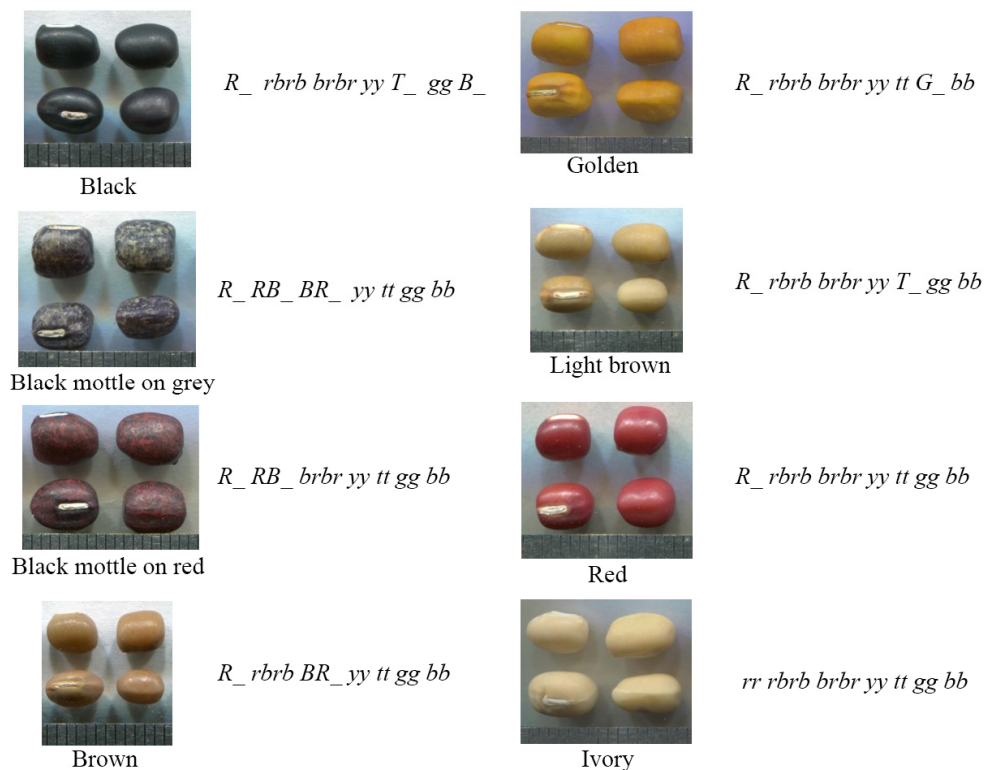 R_ rbrb brbr yy T_ gg B_
Black
R_ rbrb brbr yy tt G_ bb
Golden
R_ RB_ BR_ yy tt gg bb
Black mottle on grey
R_ rbrb brbr yy T_ gg bb
Light brown
R_ RB_ brbr yy tt gg bb
Black mottle on red
R_ rbrb brbr yy tt gg bb
Red
R_ rbrb BR_ yy tt gg bb
Brown
rr rbrb brbr yy tt gg bb
Ivory